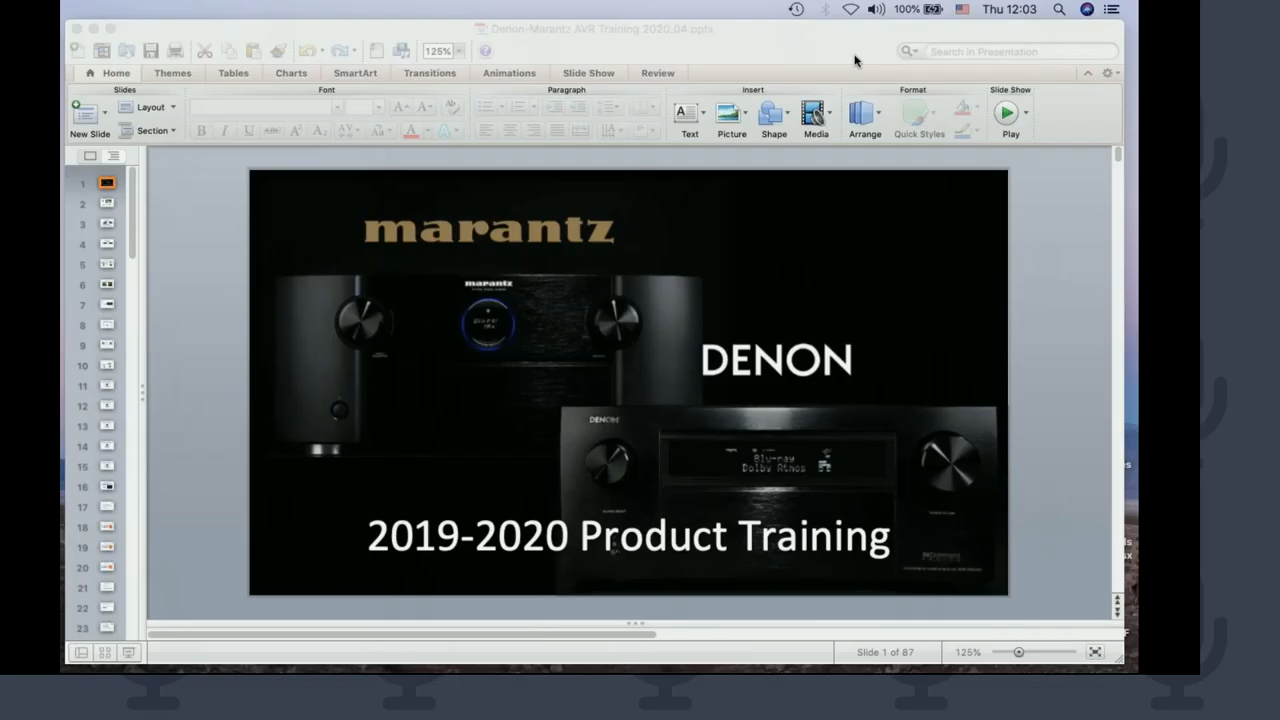 100% Thu 12:03
Denon-Marantz AVR Training 2020.04.pptx
125% Search in Presentation
Home Themes Tables Charts SmartArt Transitions Animations Slide Show Review
Slides Font Paragraph Insert Format Slide Show
Layout
Section
New Slide Text Picture Shape Media Arrange Quick Styles Play
marantz
marantz
DENON
DENON
Blu-ray
Dolby Atmos
2019-2020 Product Training
1
2
3
4
5
6
7
8
9
10
11
12
13
14
15
16
17
18
19
20
21
22
23
Slide 1 of 87 125%